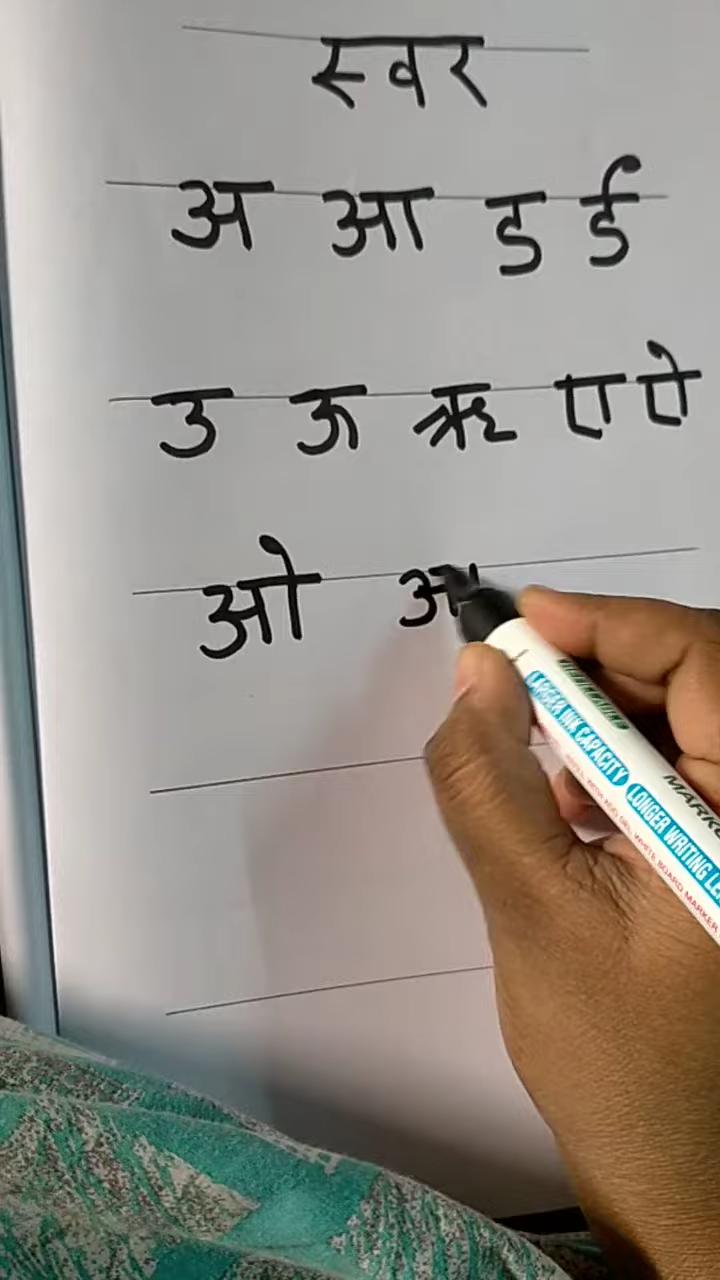 स्वर
अ आ ड र्ड
उ ऊ ऋ ए ऐ
ओ अ
LARGER INK CAPACITY LONGER WRITING